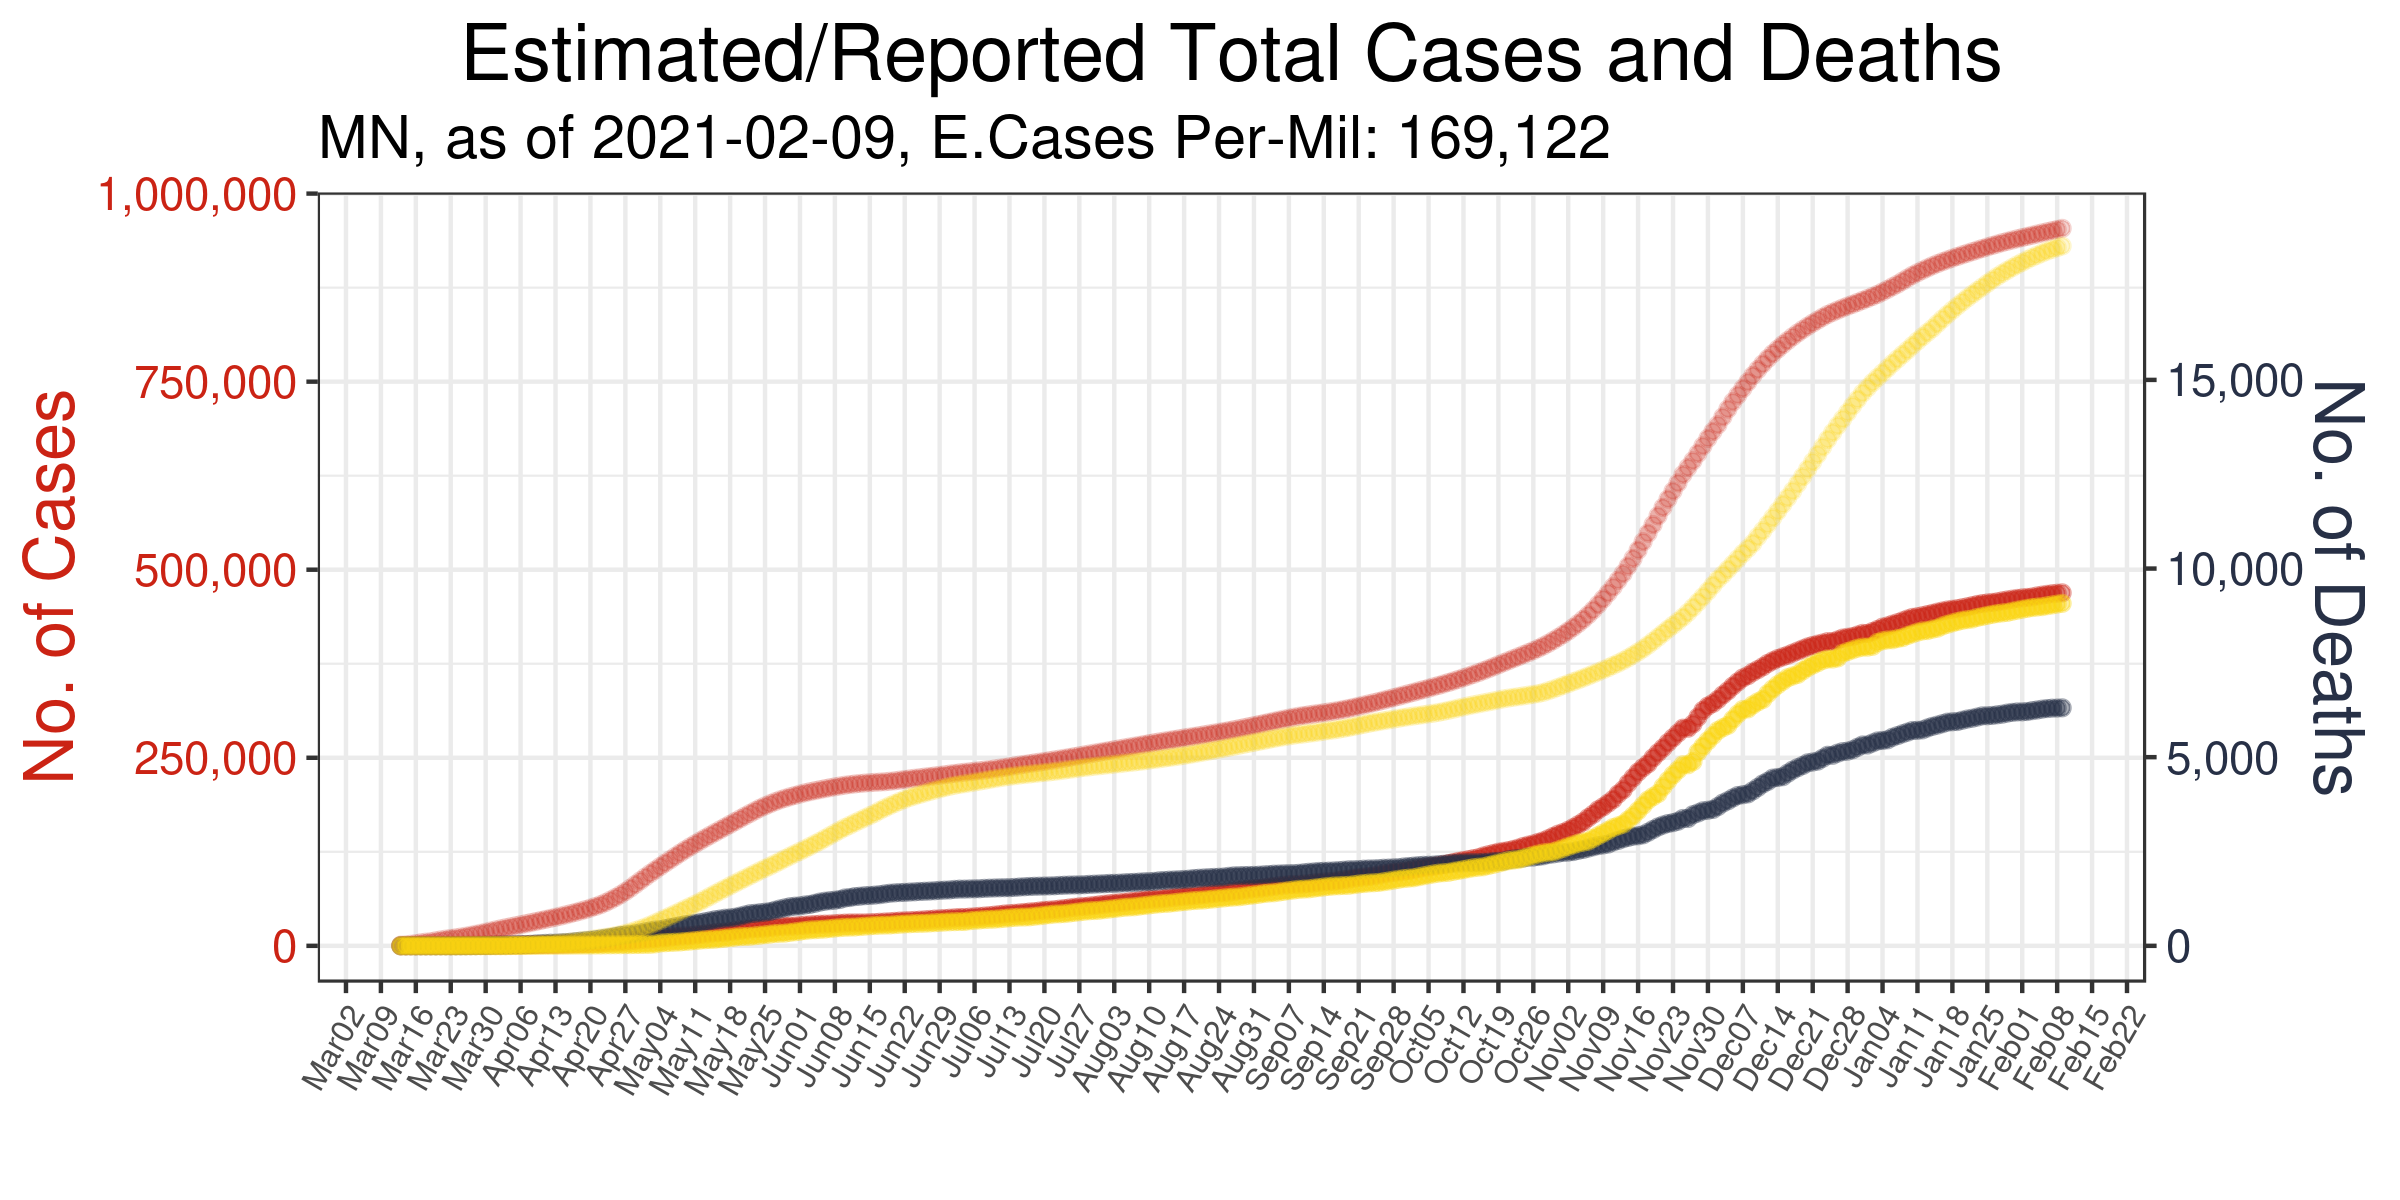 Estimated/Reported Total Cases and Deaths
MN, as of 2021-02-09, E.Cases Per-Mil: 169,122
No. of Cases
1,000,000
750,000
500,000
250,000
0
15,000
10,000
5,000
0
No. of Deaths
Mar02
Mar09
Mar16
Mar23
Mar30
Apr06
Apr13
Apr20
Apr27
May04
May11
May18
May25
Jun01
Jun08
Jun15
Jun22
Jun29
Jul06
Jul13
Jul20
Jul27
Aug03
Aug10
Aug17
Aug24
Aug31
Sep07
Sep14
Sep21
Sep28
Oct05
Oct12
Oct19
Oct26
Nov02
Nov09
Nov16
Nov23
Nov30
Dec07
Dec14
Dec21
Dec28
Jan04
Jan11
Jan18
Jan25
Feb01
Feb08
Feb15
Feb22